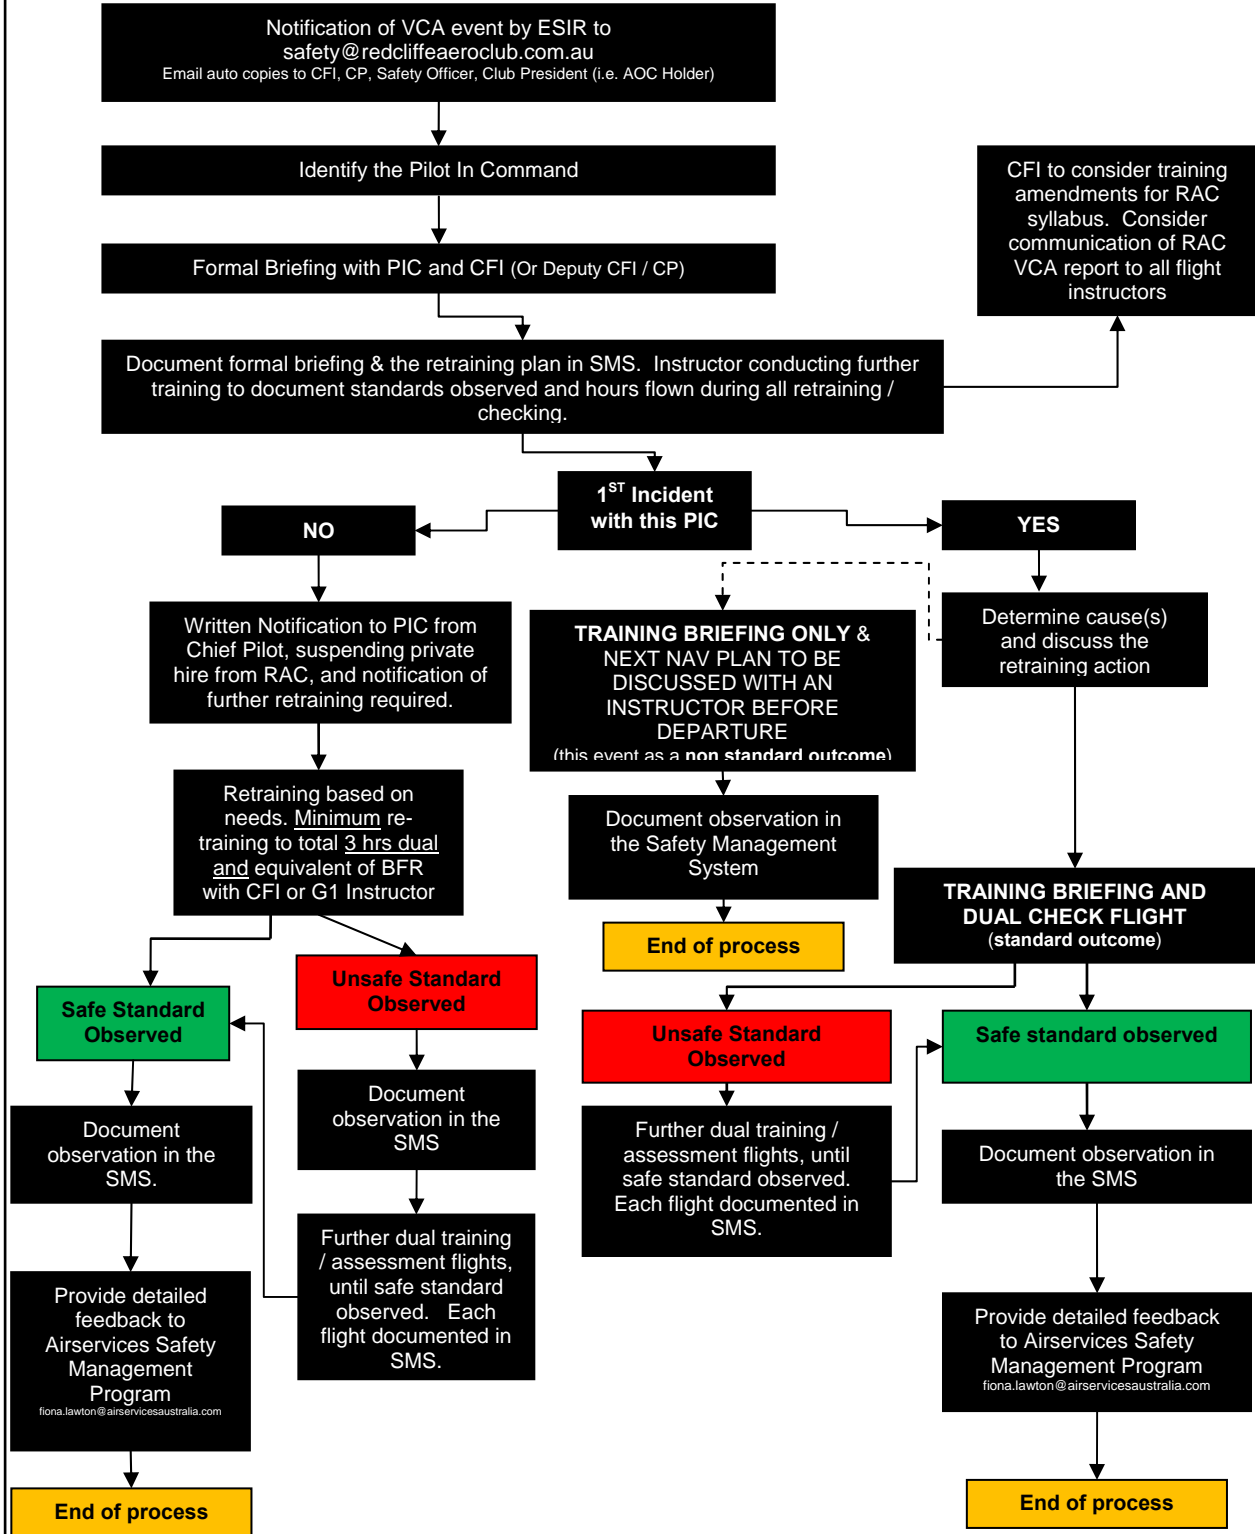 Notification of VCA event by ESIR to
safety@redcliffeaeroclub.com.au
Email auto copies to CFI, CP, Safety Officer, Club President (i.e. AOC Holder)
Identify the Pilot In Command
Formal Briefing with PIC and CFI (Or Deputy CFI / CP)
CFI to consider training
amendments for RAC
syllabus. Consider
communication of RAC
VCA report to all flight
instructors
Document formal briefing & the retraining plan in SMS. Instructor conducting further
training to document standards observed and hours flown during all retraining /
checking.
1ST Incident
with this PIC
NO
YES
Written Notification to PIC from
Chief Pilot, suspending private
hire from RAC, and notification of
further retraining required.
TRAINING BRIEFING ONLY &
NEXT NAV PLAN TO BE
DISCUSSED WITH AN
INSTRUCTOR BEFORE
DEPARTURE
(this event as a non standard outcome)
Determine cause(s)
and discuss the
retraining action
Retraining based on
needs. Minimum re-
training to total 3 hrs dual
and equivalent of BFR
with CFI or G1 Instructor
Document observation in
the Safety Management
System
End of process
TRAINING BRIEFING AND
DUAL CHECK FLIGHT
(standard outcome)
Safe Standard
Observed
Unsafe Standard
Observed
Unsafe Standard
Observed
Safe standard observed
Document
observation in the
SMS.
Document
observation in the
SMS
Further dual training /
assessment flights, until
safe standard observed.
Each flight documented in
SMS.
Document observation in
the SMS
Further dual training
/ assessment flights,
until safe standard
observed. Each
flight documented in
SMS.
Provide detailed
feedback to
Airservices Safety
Management
Program
fiona.lawton@airservicesaustralia.com
Provide detailed feedback
to Airservices Safety
Management Program
fiona.lawton@airservicesaustralia.com
End of process
End of process